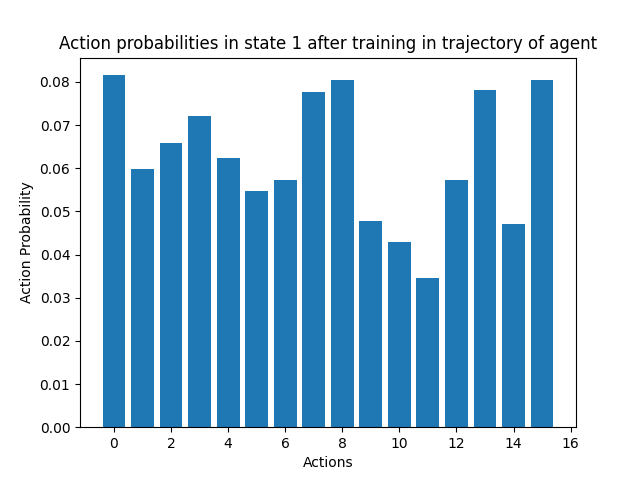 Action probabilities in state 1 after training in trajectory of agent
Action Probability
0.08
0.07
0.06
0.05
0.04
0.03
0.02
0.01
0.00
0 2 4 6 8 10 12 14 16
Actions